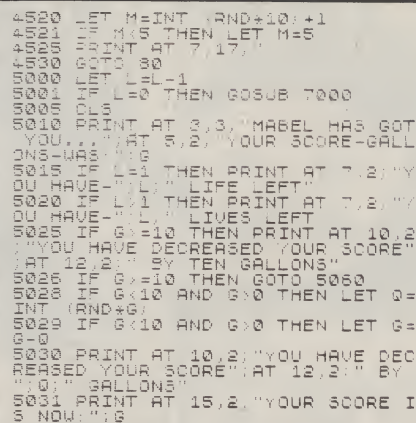 4520 LET M=INT (RND*10)+1
4521 IF M<5 THEN LET M=5
4525 PRINT AT 7,17;"
4530 GOTO 80
5000 LET L=L-1
5001 IF L=0 THEN GOSUB 7000
5005 CLS
5010 PRINT AT 3,3;"MABEL HAS GOT
YOU...";AT 5,2;"YOUR SCORE-GALL
ONS-WAS ";G
5015 IF L=1 THEN PRINT AT 7,2;"Y
OU HAVE-";L;" LIFE LEFT"
5020 IF L>1 THEN PRINT AT 7,2;"Y
OU HAVE-";L;" LIVES LEFT
5025 IF G>=10 THEN PRINT AT 10,2
;"YOU HAVE DECREASED YOUR SCORE"
;AT 12,2;" BY TEN GALLONS"
5026 IF G>=10 THEN GOTO 5060
5028 IF G<10 AND G>0 THEN LET Q=
INT (RND*G)
5029 IF G<10 AND G>0 THEN LET G=
G-Q
5030 PRINT AT 10,2;"YOU HAVE DEC
REASED YOUR SCORE";AT 12,2;" BY
";Q;" GALLONS"
5031 PRINT AT 15,2;"YOUR SCORE I
S NOW:";G